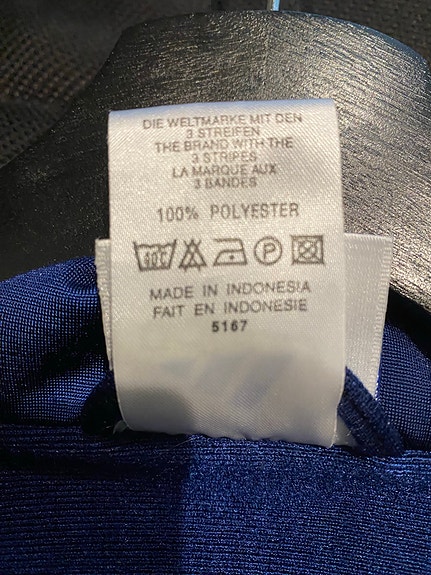 DIE WELTMARKE MIT DEN
3 STREIFEN
THE BRAND WITH THE
3 STRIPES
LA MARQUE AUX
3 BANDES
100% POLYESTER
40°C P
MADE IN INDONESIA
FAIT EN INDONESIE
5167